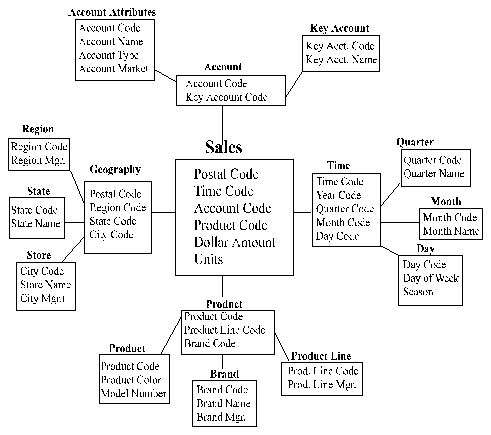 Account Attributes
Account Code
Account Name
Account Type
Account Market
Key Account
Key Acct. Code
Key Acct. Name
Account
Account Code
Key Account Code
Region
Region Code
Region Mgr.
State
State Code
State Name
Store
City Code
Store Name
City Mgmt
Geography
Postal Code
Region Code
State Code
City Code
Sales
Postal Code
Time Code
Account Code
Product Code
Dollar Amount
Units
Time
Time Code
Year Code
Quarter Code
Month Code
Day Code
Quarter
Quarter Code
Quarter Name
Month
Month Code
Month Name
Day
Day Code
Day of Week
Season
Product
Product Code
Product Line Code
Brand Code
Product
Product Code
Product Color
Model Number
Brand
Brand Code
Brand Name
Brand Mgr.
Product Line
Prod. Line Code
Prod. Line Mgr.